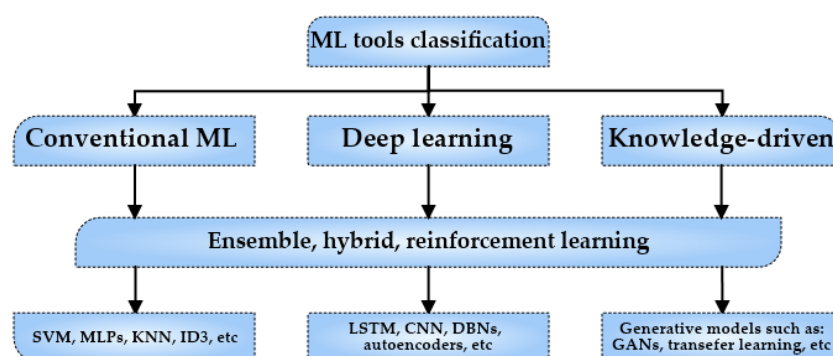 ML tools classification
Conventional ML
Deep learning
Knowledge-driven
Ensemble, hybrid, reinforcement learning
SVM, MLPs, KNN, ID3, etc
LSTM, CNN, DBNs,
autoencoders, etc
Generative models such as:
GANs, transefer learning, etc